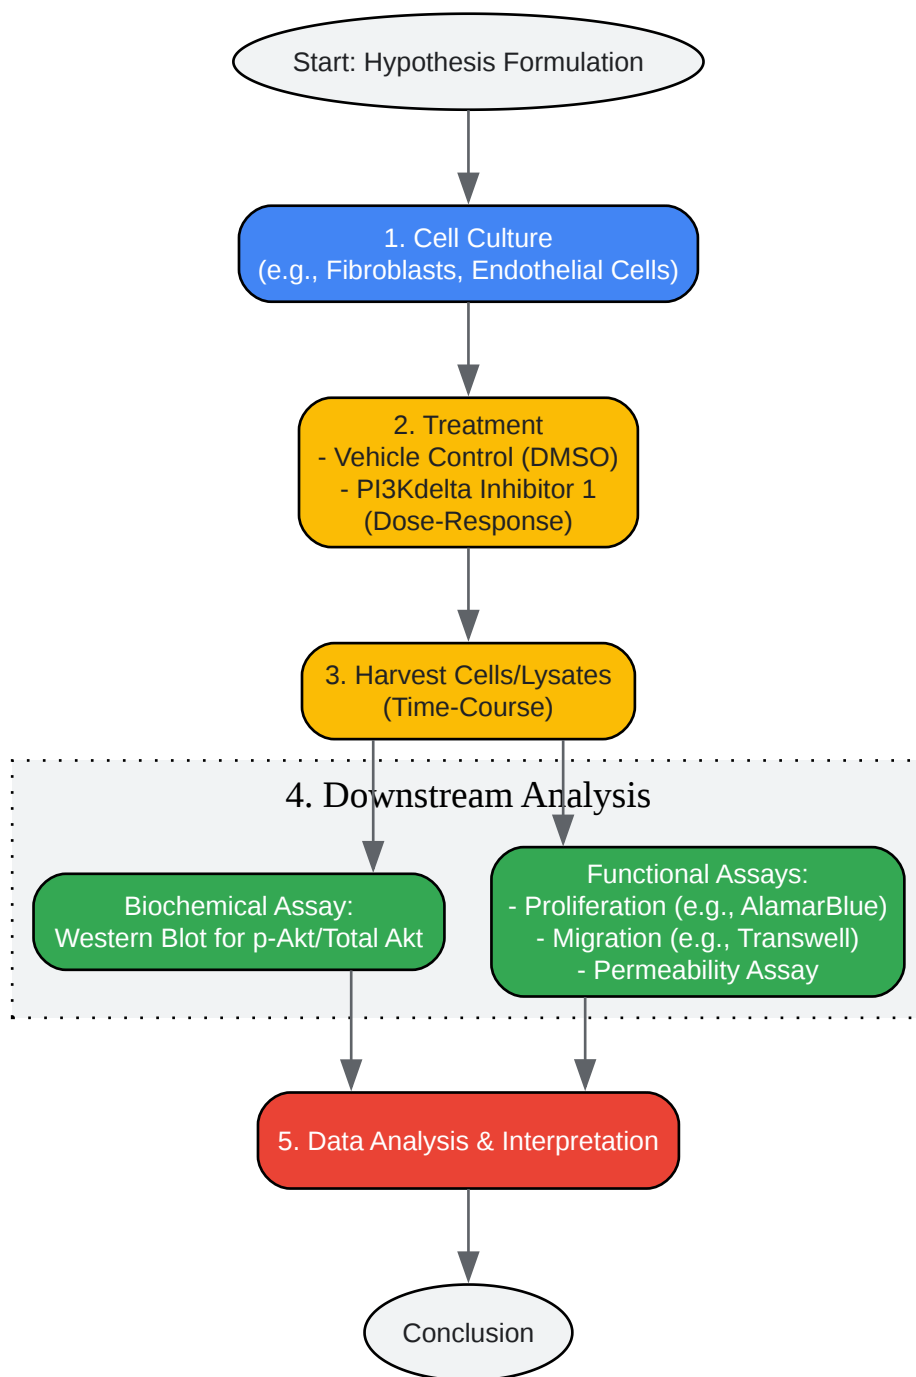 Start: Hypothesis Formulation
1. Cell Culture
(e.g., Fibroblasts, Endothelial Cells)
2. Treatment
- Vehicle Control (DMSO)
- PI3Kdelta Inhibitor 1
(Dose-Response)
3. Harvest Cells/Lysates
(Time-Course)
4. Downstream Analysis
Biochemical Assay:
Western Blot for p-Akt/Total Akt
Functional Assays:
- Proliferation (e.g., AlamarBlue)
- Migration (e.g., Transwell)
- Permeability Assay
5. Data Analysis & Interpretation
Conclusion